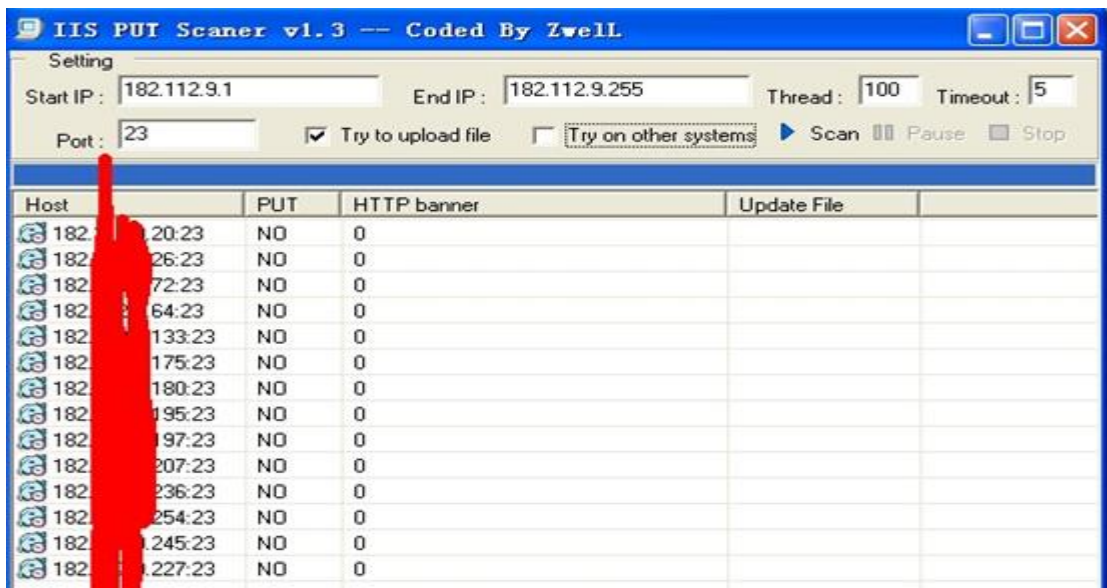 IIS PUT Scaner v1.3 -- Coded By ZwelL
Setting
Start IP : 182.112.9.1 End IP : 182.112.9.255 Thread : 100 Timeout : 5
Port : 23 Try to upload file Try on other systems Scan Pause Stop
Host PUT HTTP banner Update File
182. .20:23 NO 0
182. 26:23 NO 0
182. 72:23 NO 0
182. 64:23 NO 0
182. 133:23 NO 0
182. 175:23 NO 0
182. 180:23 NO 0
182. 195:23 NO 0
182. 197:23 NO 0
182. 207:23 NO 0
182. 236:23 NO 0
182. 254:23 NO 0
182. .245:23 NO 0
182. .227:23 NO 0